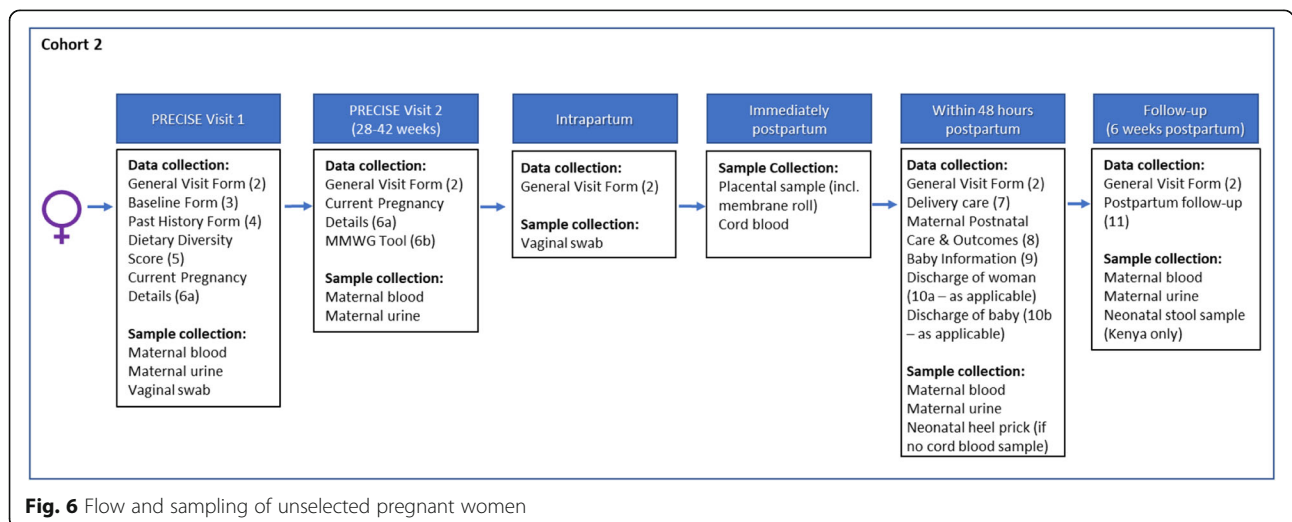 Cohort 2
PRECISE Visit 1
Data collection:
General Visit Form (2)
Baseline Form (3)
Past History Form (4)
Dietary Diversity
Score (5)
Current Pregnancy
Details (6a)
Sample collection:
Maternal blood
Maternal urine
Vaginal swab
PRECISE Visit 2
(28-42 weeks)
Data collection:
General Visit Form (2)
Current Pregnancy
Details (6a)
MMWG Tool (6b)
Sample collection:
Maternal blood
Maternal urine
Intrapartum
Data collection:
General Visit Form (2)
Sample collection:
Vaginal swab
Immediately
postpartum
Sample Collection:
Placental sample (incl.
membrane roll)
Cord blood
Within 48 hours
postpartum
Data collection:
General Visit Form (2)
Delivery care (7)
Maternal Postnatal
Care & Outcomes (8)
Baby Information (9)
Discharge of woman
(10a – as applicable)
Discharge of baby (10b
– as applicable)
Sample collection:
Maternal blood
Maternal urine
Neonatal heel prick (if
no cord blood sample)
Follow-up
(6 weeks postpartum)
Data collection:
General Visit Form (2)
Postpartum follow-up
(11)
Sample collection:
Maternal blood
Maternal urine
Neonatal stool sample
(Kenya only)
Fig. 6 Flow and sampling of unselected pregnant women